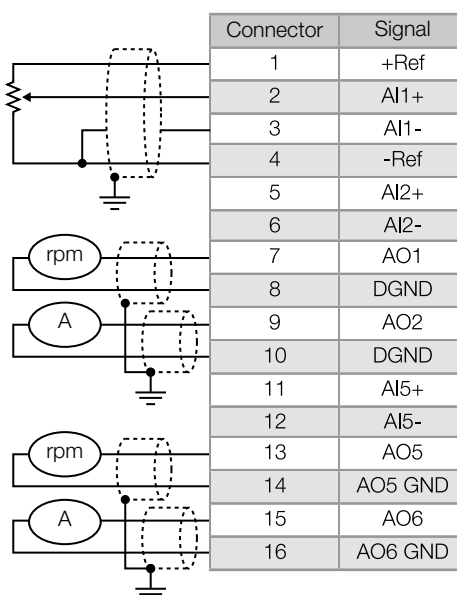 Connector Signal
1 +Ref
2 AI1+
3 AI1-
4 -Ref
5 AI2+
6 AI2-
rpm 7 AO1
8 DGND
A 9 AO2
10 DGND
11 AI5+
12 AI5-
rpm 13 AO5
14 AO5 GND
A 15 AO6
16 AO6 GND